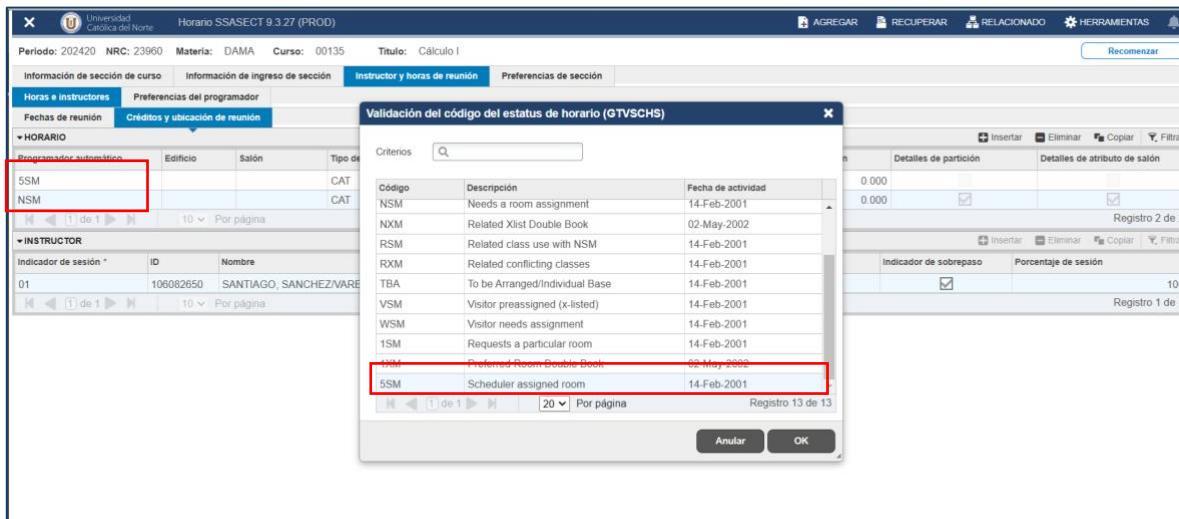 Universidad Católica del Norte
Horario SSASECT 9.3.27 (PROD)
AGREGAR RECUPERAR RELACIONADO HERRAMIENTAS
Periodo: 202420 NRC: 23960 Materia: DAMA Curso: 00135 Título: Cálculo I
Recomenzar
Información de sección de curso Información de ingreso de sección Instructor y horas de reunión Preferencias de sección
Horas e instructores Preferencias del programador
Fechas de reunión Créditos y ubicación de reunión
HORARIO
Insertar Eliminar Copiar
Programador automático Edificio Salón Tipo de
Detalles de partición Detalles de atributo de salón
5SM CAT 0.000
NSM CAT 0.000
1 de 1 10 Por página
Registro 2 de
INSTRUCTOR
Insertar Eliminar Copiar
Indicador de sesión * ID Nombre
Indicador de sobrepaso Porcentaje de sesión
01 106082650 SANTIAGO, SANCHEZ/VARE
1 de 1 10 Por página
Registro 1 de
Validación del código del estatus de horario (GTVSCHS)
Criterios
Código Descripción Fecha de actividad
NSM Needs a room assignment 14-Feb-2001
NXM Related Xlist Double Book 02-May-2002
RSM Related class use with NSM 14-Feb-2001
RXM Related conflicting classes 14-Feb-2001
TBA To be Arranged/Individual Base 14-Feb-2001
VSM Visitor preassigned (x-listed) 14-Feb-2001
WSM Visitor needs assignment 14-Feb-2001
1SM Requests a particular room 14-Feb-2001
1XM Preferred Room Double Book 02-May-2002
5SM Scheduler assigned room 14-Feb-2001
1 de 1 20 Por página Registro 13 de 13
Anular OK